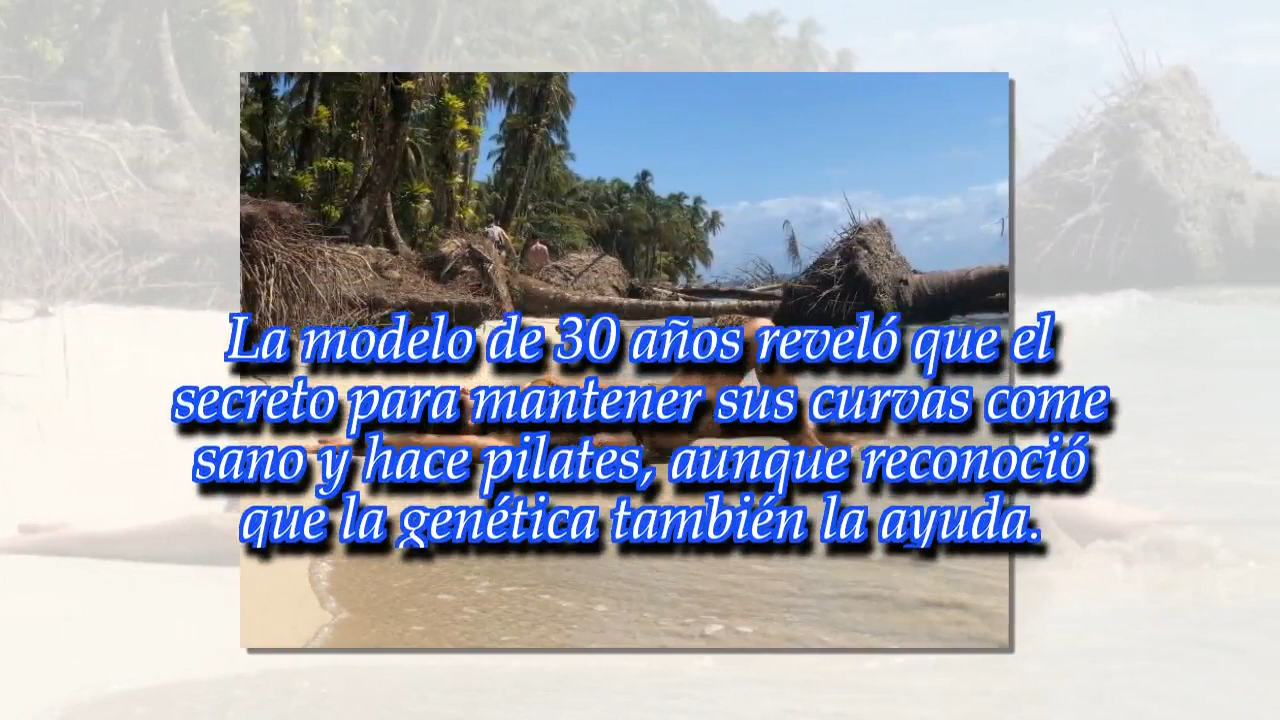 La modelo de 30 años reveló que el
secreto para mantener sus curvas come
sano y hace pilates, aunque reconoció
que la genética también la ayuda.